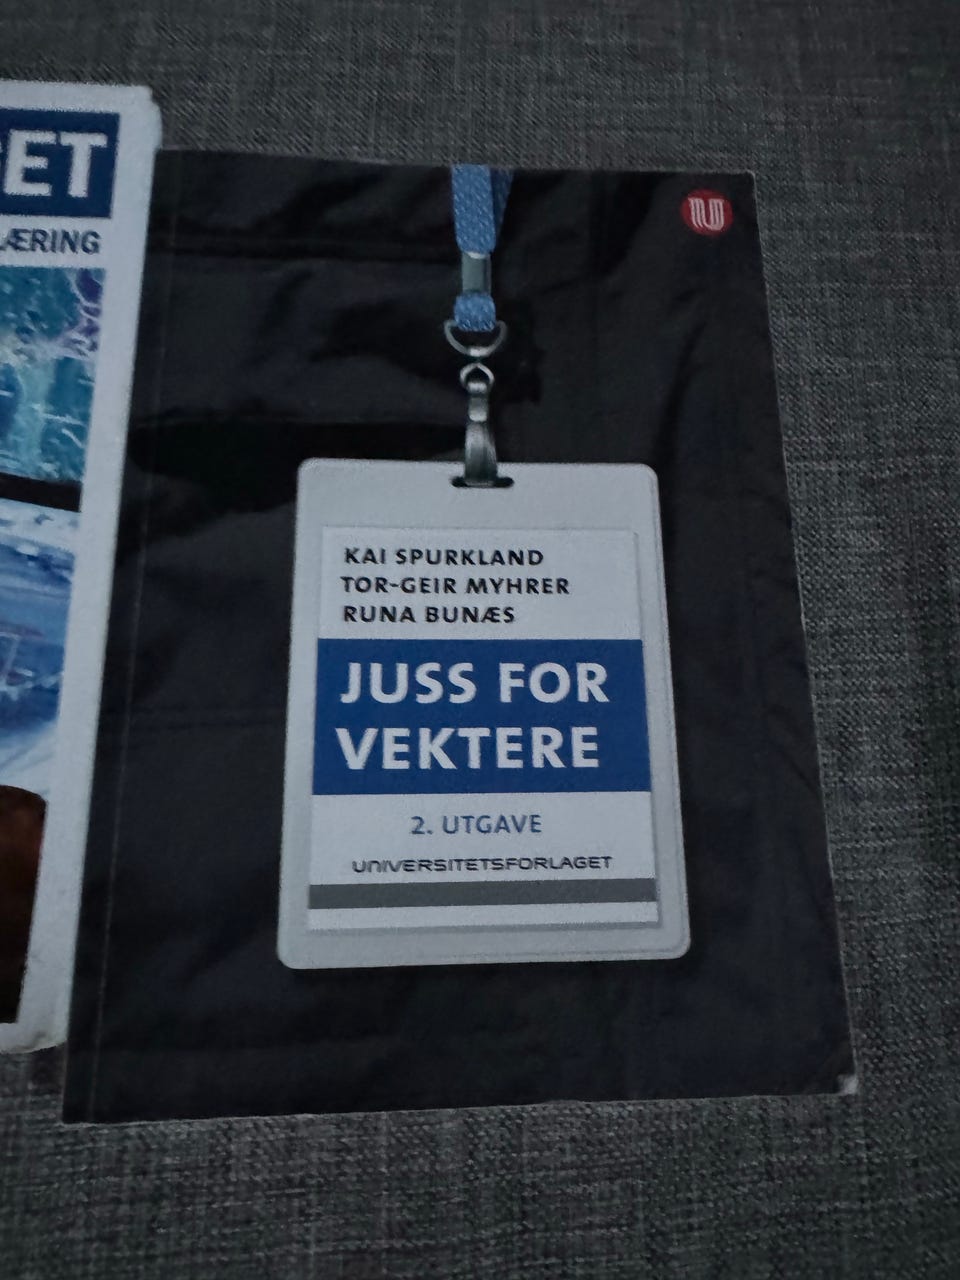 ET
ÆRING
KAI SPURKLAND
TOR-GEIR MYHRER
RUNA BUNÆS
JUSS FOR
VEKTERE
2. UTGAVE
UNIVERSITETSFORLAGET